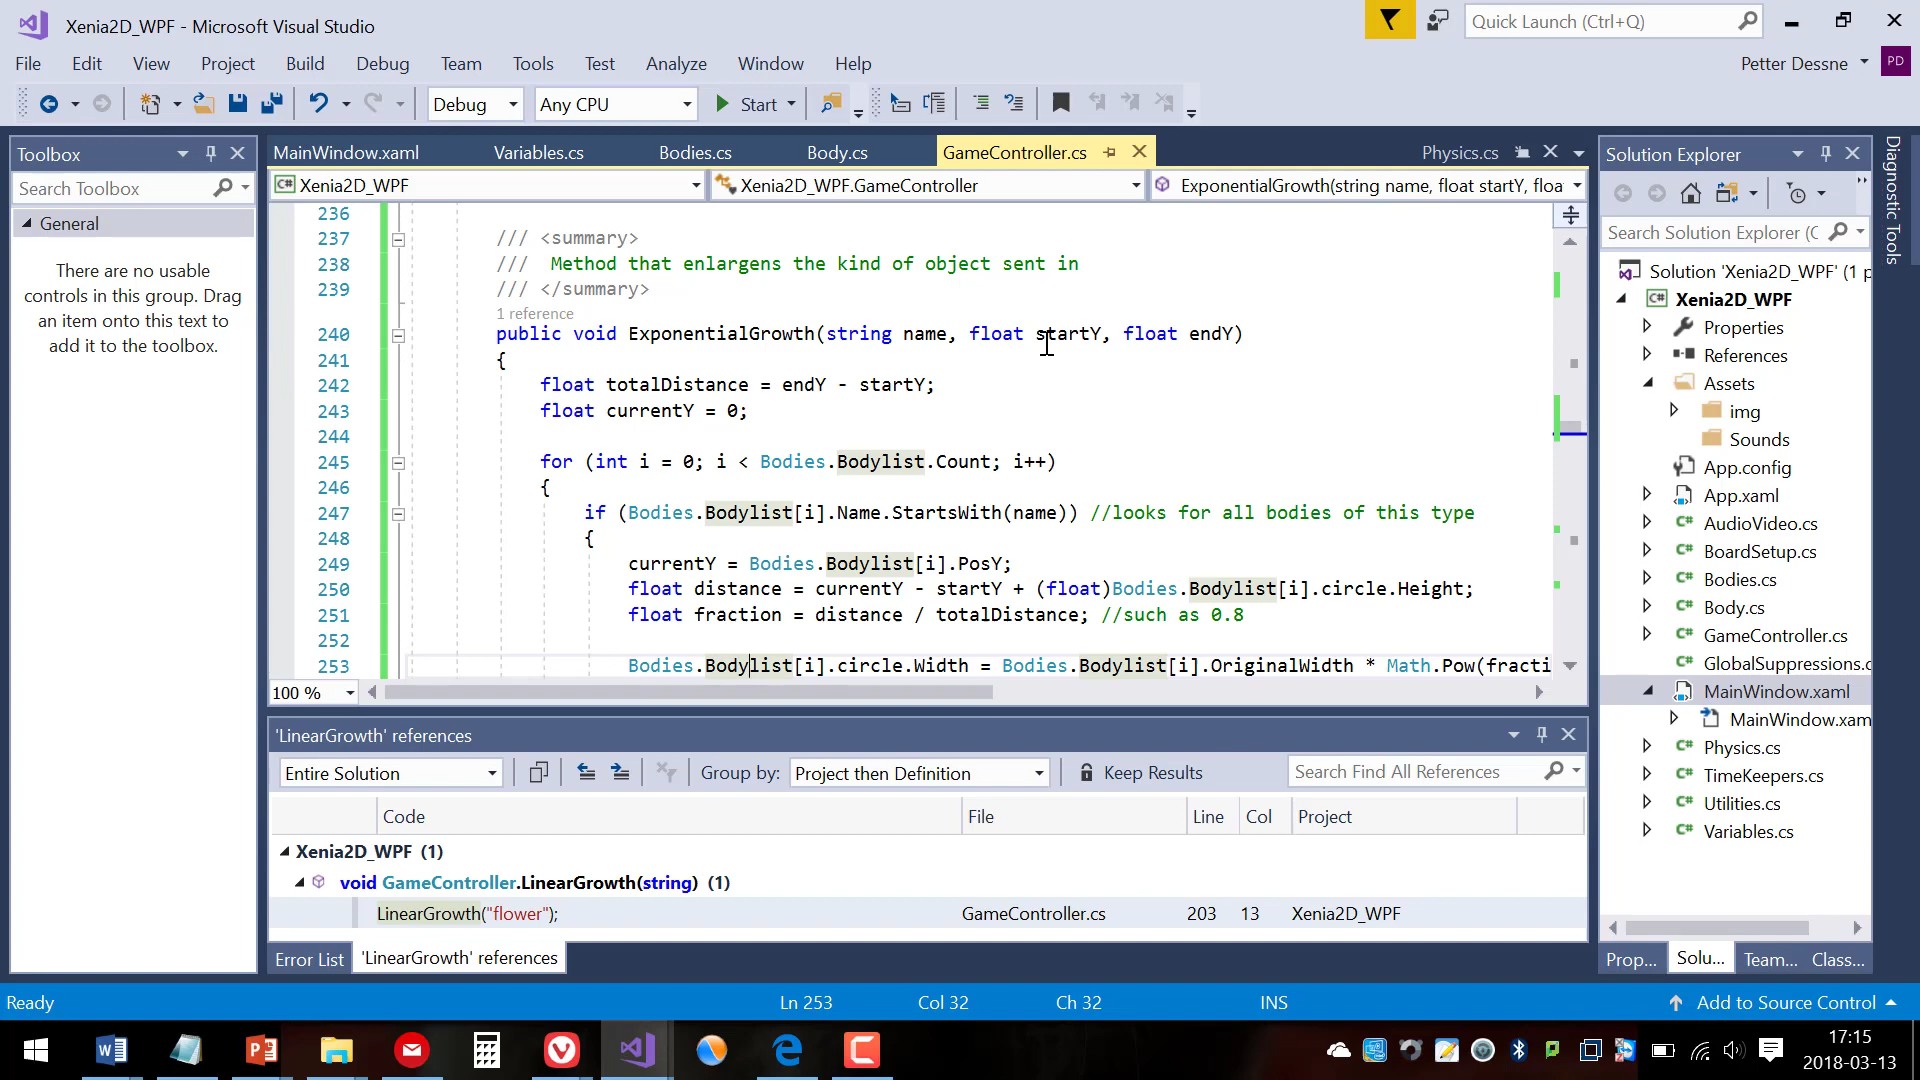 Xenia2D_WPF - Microsoft Visual Studio
Quick Launch (Ctrl+Q)
File Edit View Project Build Debug Team Tools Test Analyze Window Help
Petter Dessne PD
Debug Any CPU Start
Toolbox
Search Toolbox
General
There are no usable
controls in this group. Drag
an item onto this text to
add it to the toolbox.
MainWindow.xaml Variables.cs Bodies.cs Body.cs GameController.cs Physics.cs
Xenia2D_WPF Xenia2D_WPF.GameController ExponentialGrowth(string name, float startY, floa
236
237 /// <summary>
238 /// Method that enlargens the kind of object sent in
239 /// </summary>
1 reference
240 public void ExponentialGrowth(string name, float startY, float endY)
241 {
242 float totalDistance = endY - startY;
243 float currentY = 0;
244
245 for (int i = 0; i < Bodies.Bodylist.Count; i++)
246 {
247 if (Bodies.Bodylist[i].Name.StartsWith(name)) //looks for all bodies of this type
248 {
249 currentY = Bodies.Bodylist[i].PosY;
250 float distance = currentY - startY + (float)Bodies.Bodylist[i].circle.Height;
251 float fraction = distance / totalDistance; //such as 0.8
252
253 Bodies.Bodylist[i].circle.Width = Bodies.Bodylist[i].OriginalWidth * Math.Pow(fracti
100 %
'LinearGrowth' references
Entire Solution Group by: Project then Definition Keep Results Search Find All References
Code File Line Col Project
Xenia2D_WPF (1)
void GameController.LinearGrowth(string) (1)
LinearGrowth("flower"); GameController.cs 203 13 Xenia2D_WPF
Error List 'LinearGrowth' references
Solution Explorer
Search Solution Explorer (C
Solution 'Xenia2D_WPF' (1 p
C# Xenia2D_WPF
Properties
References
Assets
img
Sounds
App.config
App.xaml
C# AudioVideo.cs
C# BoardSetup.cs
C# Bodies.cs
C# Body.cs
C# GameController.cs
C# GlobalSuppressions.c
MainWindow.xaml
MainWindow.xam
C# Physics.cs
C# TimeKeepers.cs
C# Utilities.cs
C# Variables.cs
Prop... Solu... Team... Class...
Diagnostic Tools
Ready Ln 253 Col 32 Ch 32 INS Add to Source Control
17:15
2018-03-13